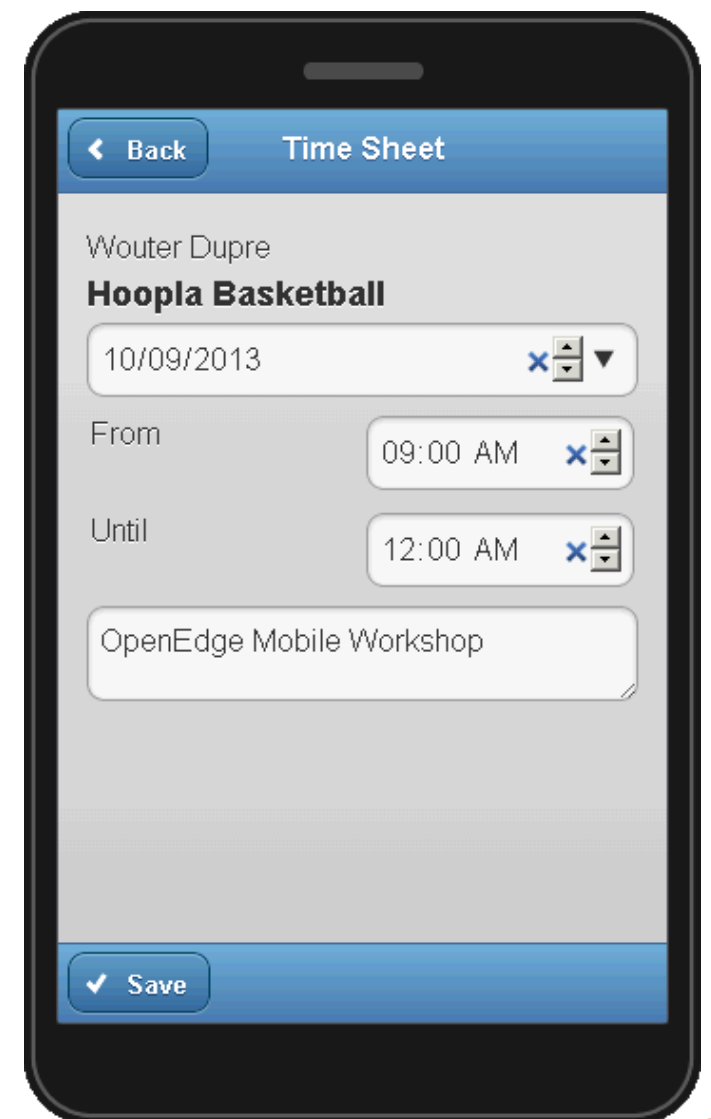 Back Time Sheet
Wouter Dupre
Hoopla Basketball
10/09/2013
From 09:00 AM
Until 12:00 AM
OpenEdge Mobile Workshop
Save